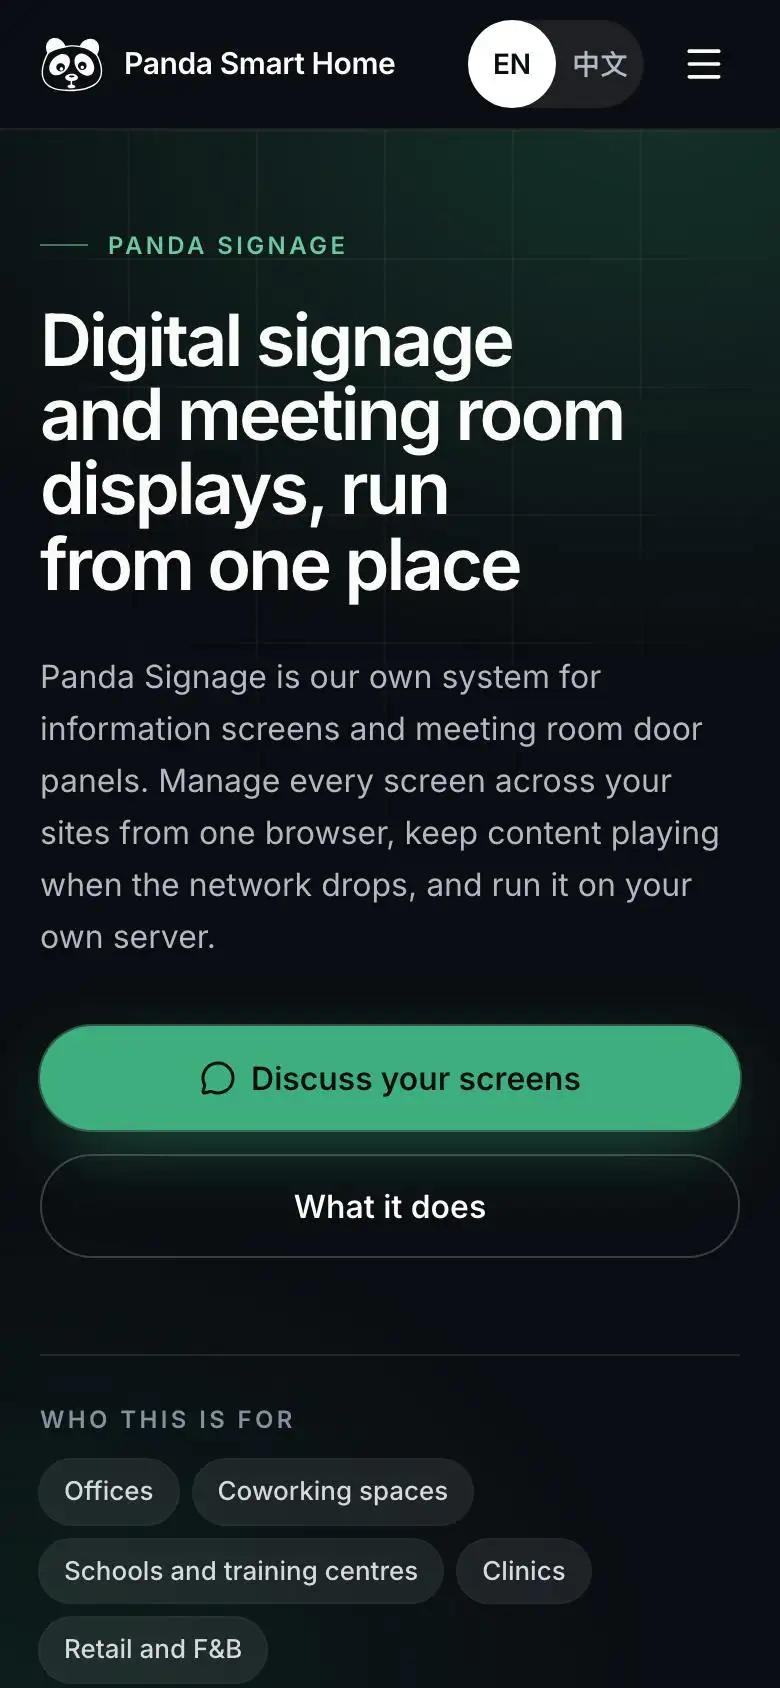 Panda Smart Home
EN
中文
PANDA SIGNAGE
Digital signage
and meeting room
displays, run
from one place
Panda Signage is our own system for
information screens and meeting room door
panels. Manage every screen across your
sites from one browser, keep content playing
when the network drops, and run it on your
own server.
Discuss your screens
What it does
WHO THIS IS FOR
Offices
Coworking spaces
Schools and training centres
Clinics
Retail and F&B